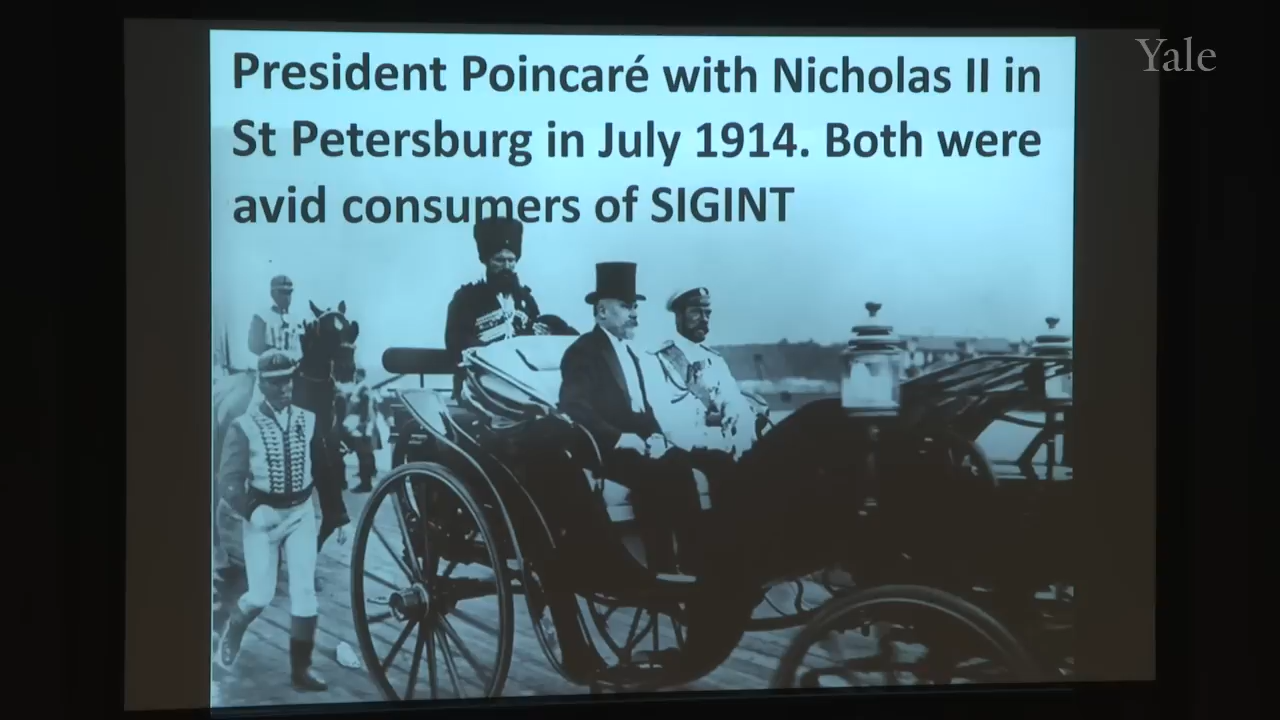 Yale
President Poincaré with Nicholas II in
St Petersburg in July 1914. Both were
avid consumers of SIGINT